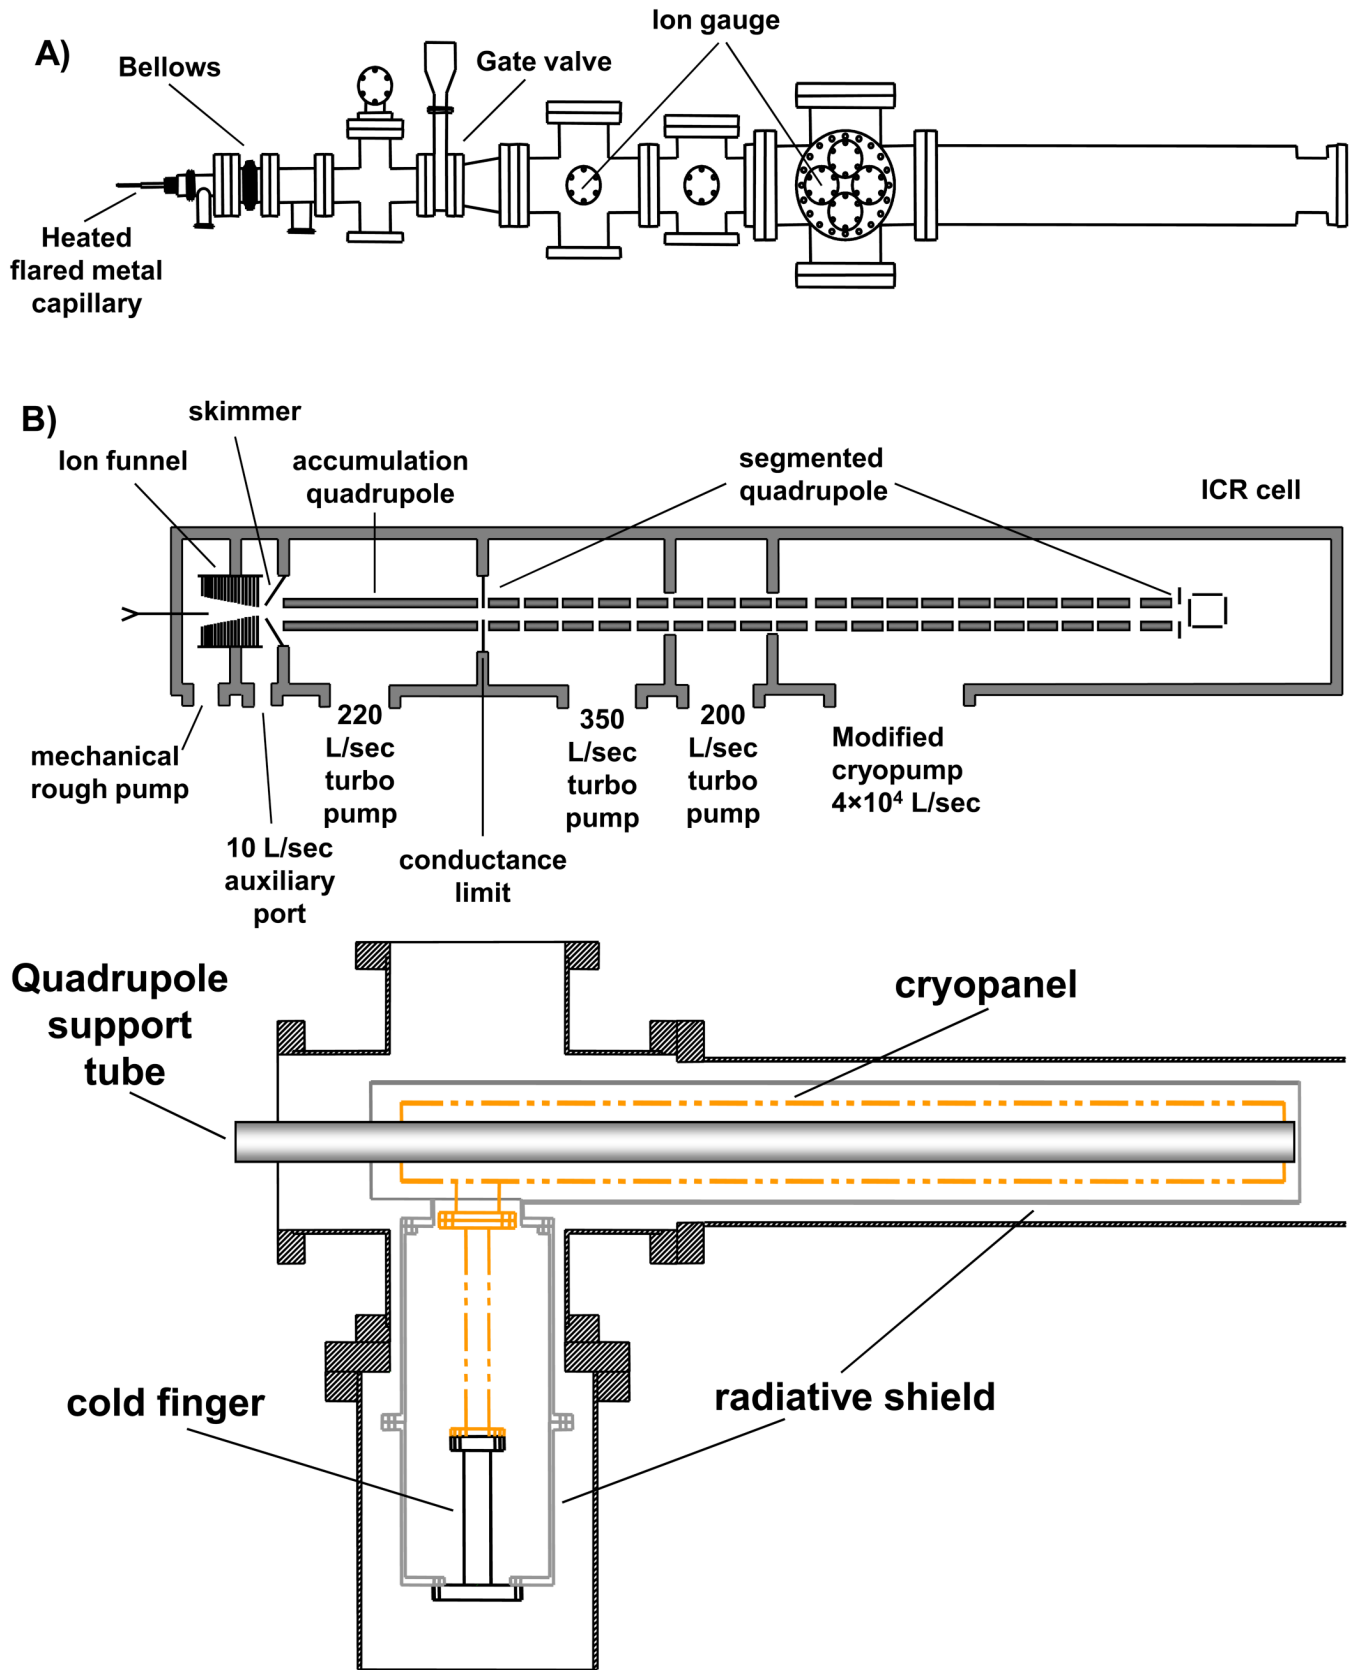 A)
Bellows
Ion gauge
Gate valve
Heated
flared metal
capillary
B)
skimmer
Ion funnel
accumulation
quadrupole
segmented
quadrupole
ICR cell
mechanical
rough pump
10 L/sec
auxiliary
port
220
L/sec
turbo
pump
conductance
limit
350
L/sec
turbo
pump
200
L/sec
turbo
pump
Modified
cryopump
4×10⁴ L/sec
Quadrupole
support
tube
cryopanel
cold finger
radiative shield